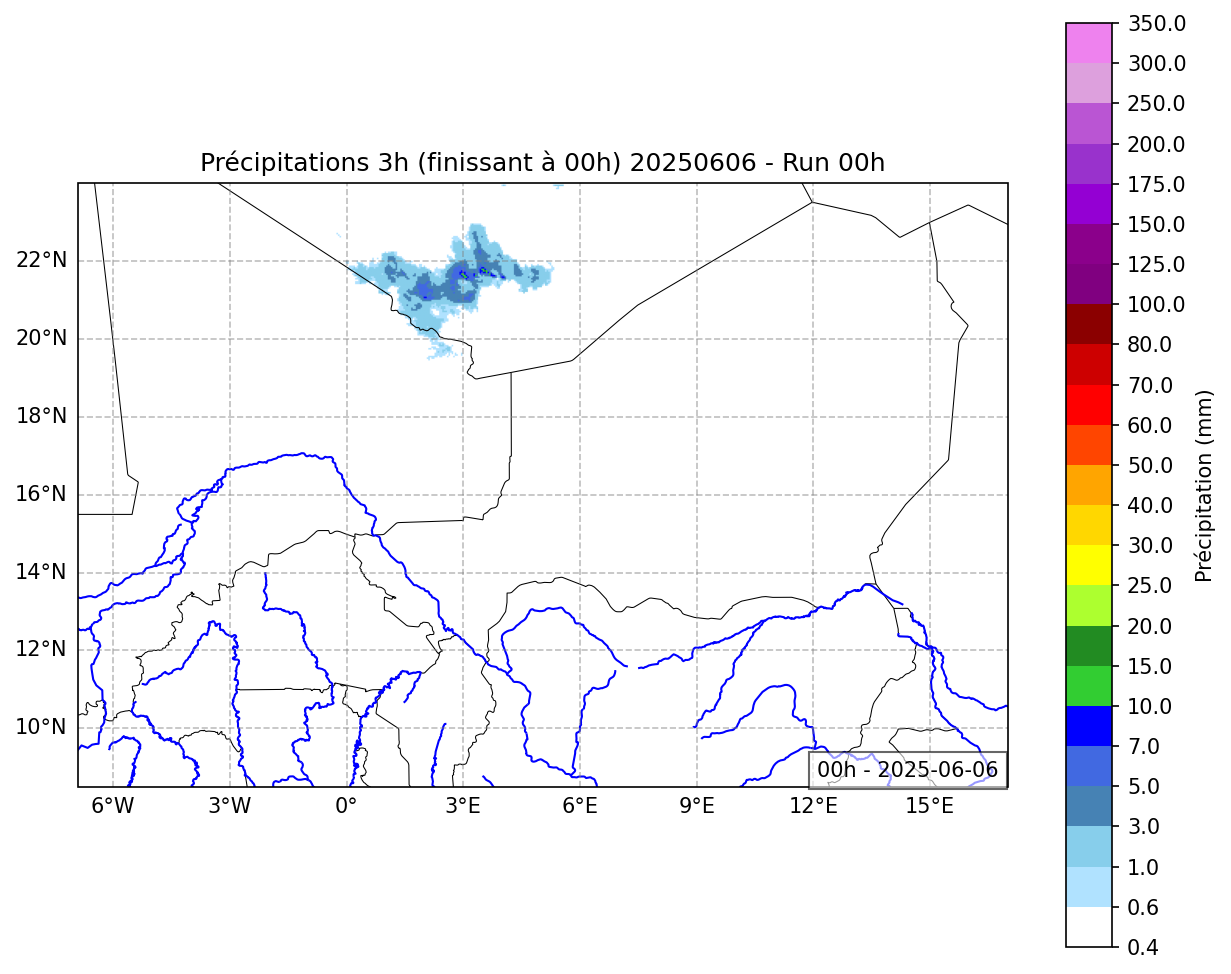 Précipitations 3h (finissant à 00h) 20250606 - Run 00h
22°N
20°N
18°N
16°N
14°N
12°N
10°N
6°W
3°W
0°
3°E
6°E
9°E
12°E
15°E
00h - 2025-06-06
350.0
300.0
250.0
200.0
175.0
150.0
125.0
100.0
80.0
70.0
60.0
50.0
40.0
30.0
25.0
20.0
15.0
10.0
7.0
5.0
3.0
1.0
0.6
0.4
Précipitation (mm)